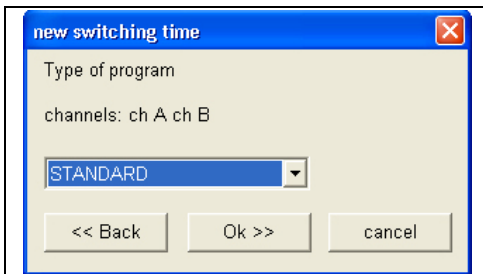 new switching time
Type of program
channels: ch A ch B
STANDARD
<< Back Ok >> cancel